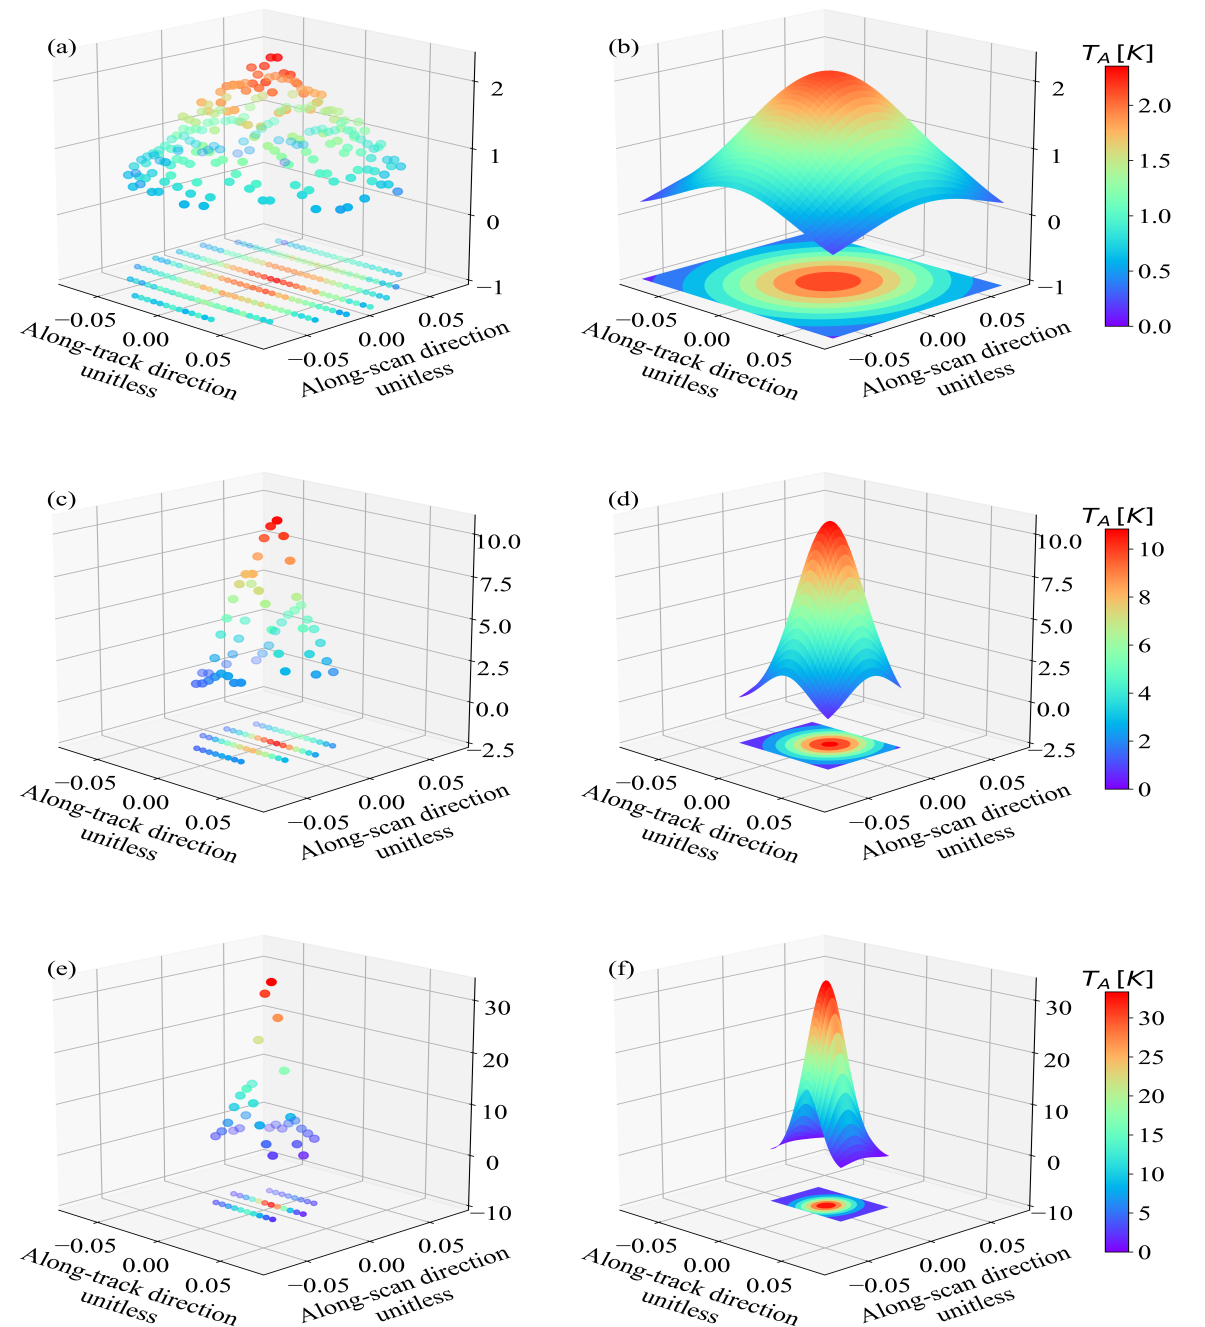 (a)
2
1
0
−1
−0.05
0.00
0.05
Along-track direction
unitless
−0.05
0.00
0.05
Along-scan direction
unitless
(b)
2
1
0
−1
−0.05
0.00
0.05
Along-track direction
unitless
−0.05
0.00
0.05
Along-scan direction
unitless
T_A [K]
2.0
1.5
1.0
0.5
0.0
(c)
10.0
7.5
5.0
2.5
0.0
−2.5
−0.05
0.00
0.05
Along-track direction
unitless
−0.05
0.00
0.05
Along-scan direction
unitless
(d)
10.0
7.5
5.0
2.5
0.0
−2.5
−0.05
0.00
0.05
Along-track direction
unitless
−0.05
0.00
0.05
Along-scan direction
unitless
T_A [K]
10
8
6
4
2
0
(e)
30
20
10
0
−10
−0.05
0.00
0.05
Along-track direction
unitless
−0.05
0.00
0.05
Along-scan direction
unitless
(f)
30
20
10
0
−10
−0.05
0.00
0.05
Along-track direction
unitless
−0.05
0.00
0.05
Along-scan direction
unitless
T_A [K]
30
25
20
15
10
5
0